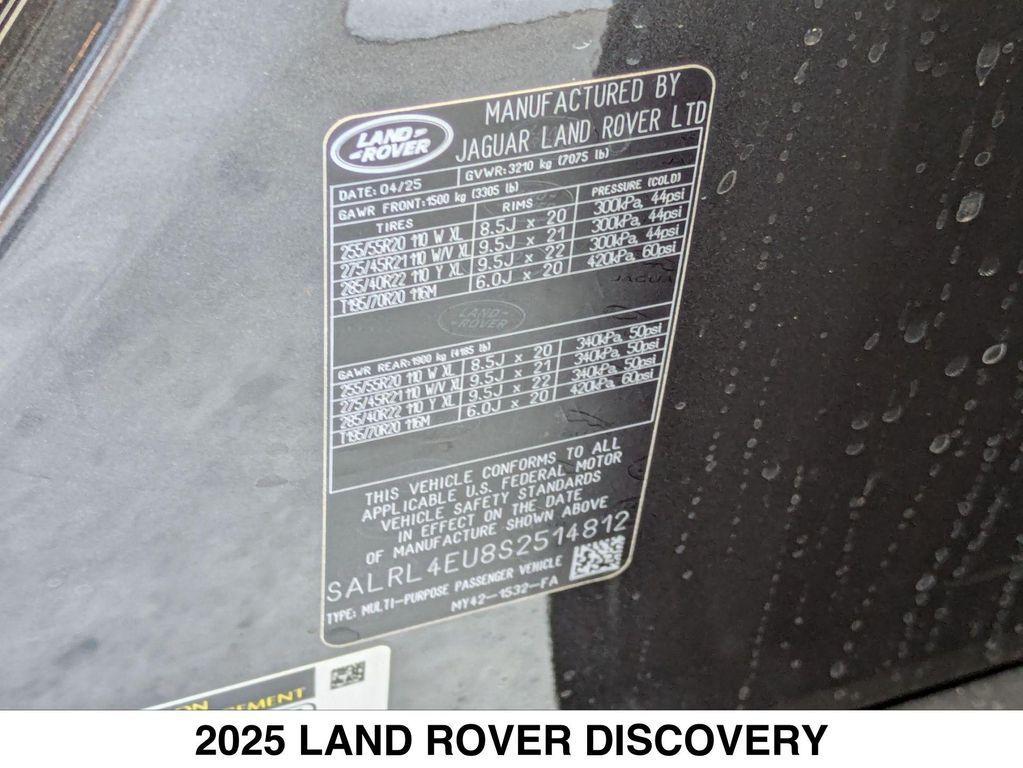 LAND-
-ROVER
MANUFACTURED BY
JAGUAR LAND ROVER LTD
DATE: 04/25
GVWR: 3210 kg (7075 lb)
GAWR FRONT: 1500 kg (3305 lb)
TIRES RIMS PRESSURE (COLD)
255/55R20 110 W XL 8.5J x 20 300kPa, 44psi
275/45R21 110 W/V XL 9.5J x 21 300kPa, 44psi
285/40R22 110 Y XL 9.5J x 22 300kPa, 44psi
T195/70R20 116M 6.0J x 20 420kPa, 60psi
LAND-
-ROVER
GAWR REAR: 1900 kg (4185 lb)
255/55R20 110 W XL 8.5J x 20 340kPa, 50psi
275/45R21 110 W/V XL 9.5J x 21 340kPa, 50psi
285/40R22 110 Y XL 9.5J x 22 340kPa, 50psi
T195/70R20 116M 6.0J x 20 420kPa, 60psi
THIS VEHICLE CONFORMS TO ALL
APPLICABLE U.S. FEDERAL MOTOR
VEHICLE SAFETY STANDARDS
IN EFFECT ON THE DATE
OF MANUFACTURE SHOWN ABOVE
SALRL4EU8S2514812
TYPE: MULTI-PURPOSE PASSENGER VEHICLE
MY42-1532-FA
2025 LAND ROVER DISCOVERY